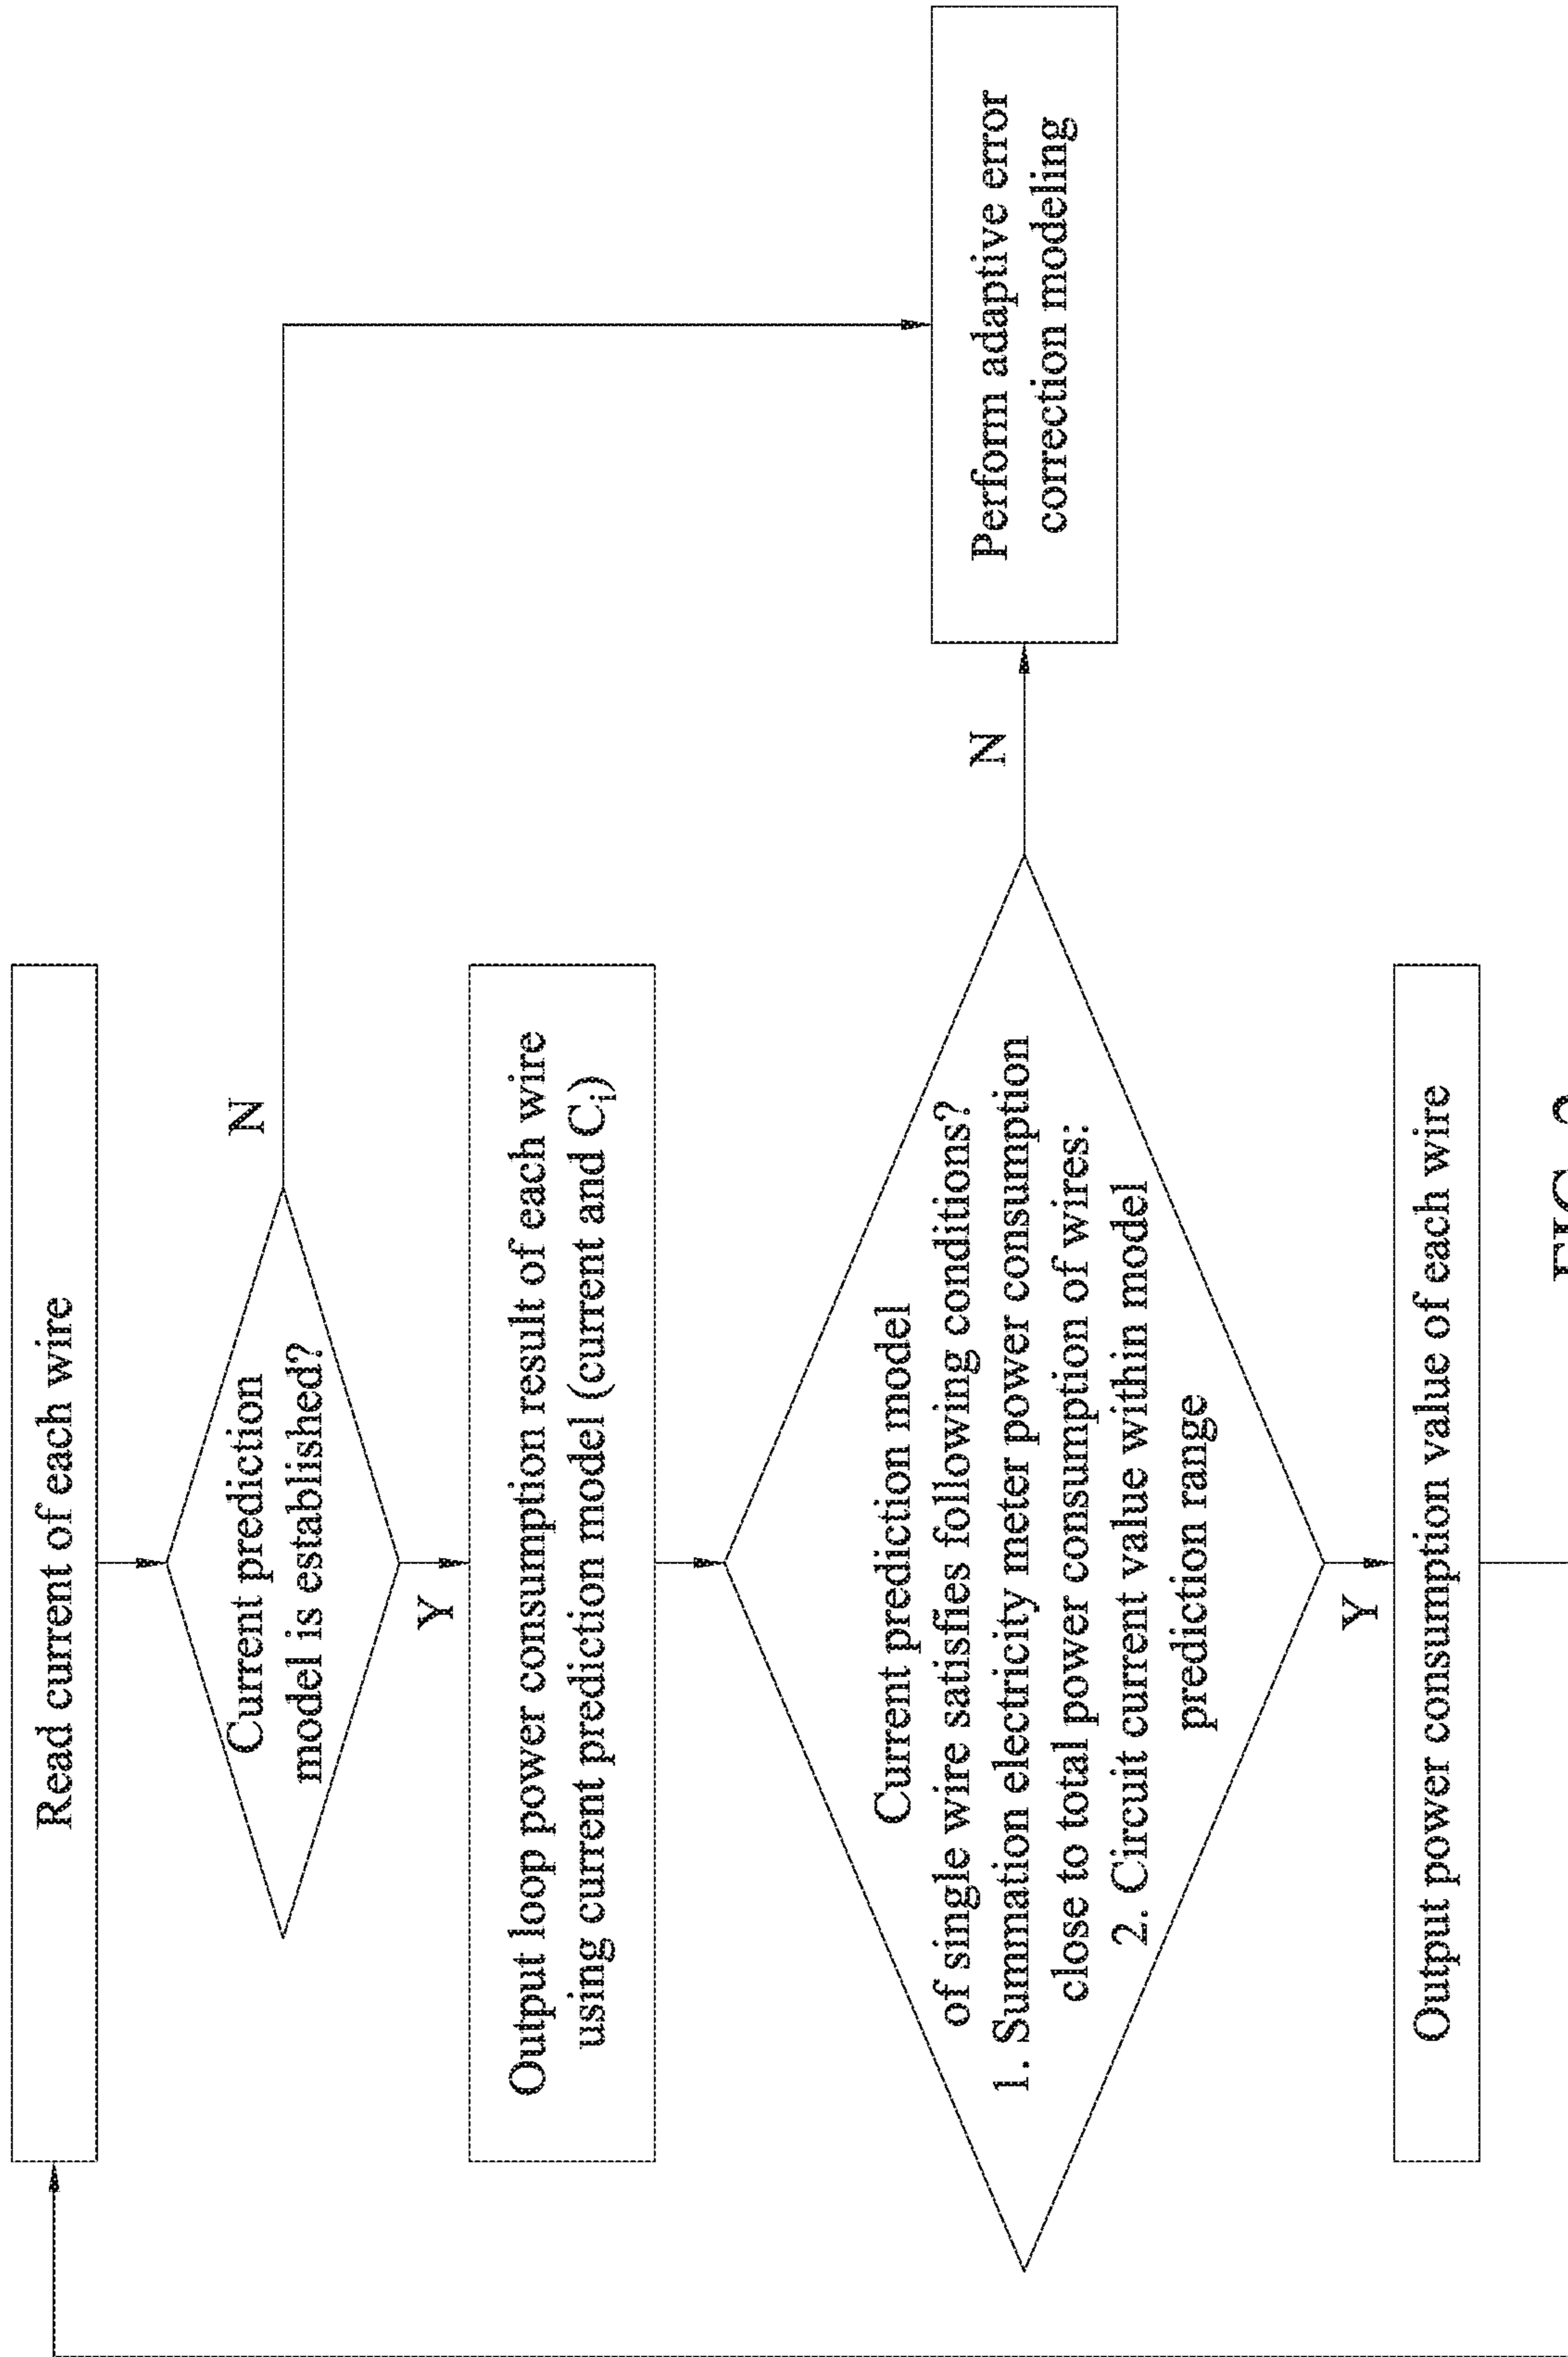 Read current of each wire
Current prediction
model is established?
N
Y
Output loop power consumption result of each wire
using current prediction model (current and Ci)
Current prediction model
of single wire satisfies following conditions?
1. Summation electricity meter power consumption
close to total power consumption of wires:
2. Circuit current value within model
prediction range
N
Perform adaptive error
correction modeling
Y
Output power consumption value of each wire